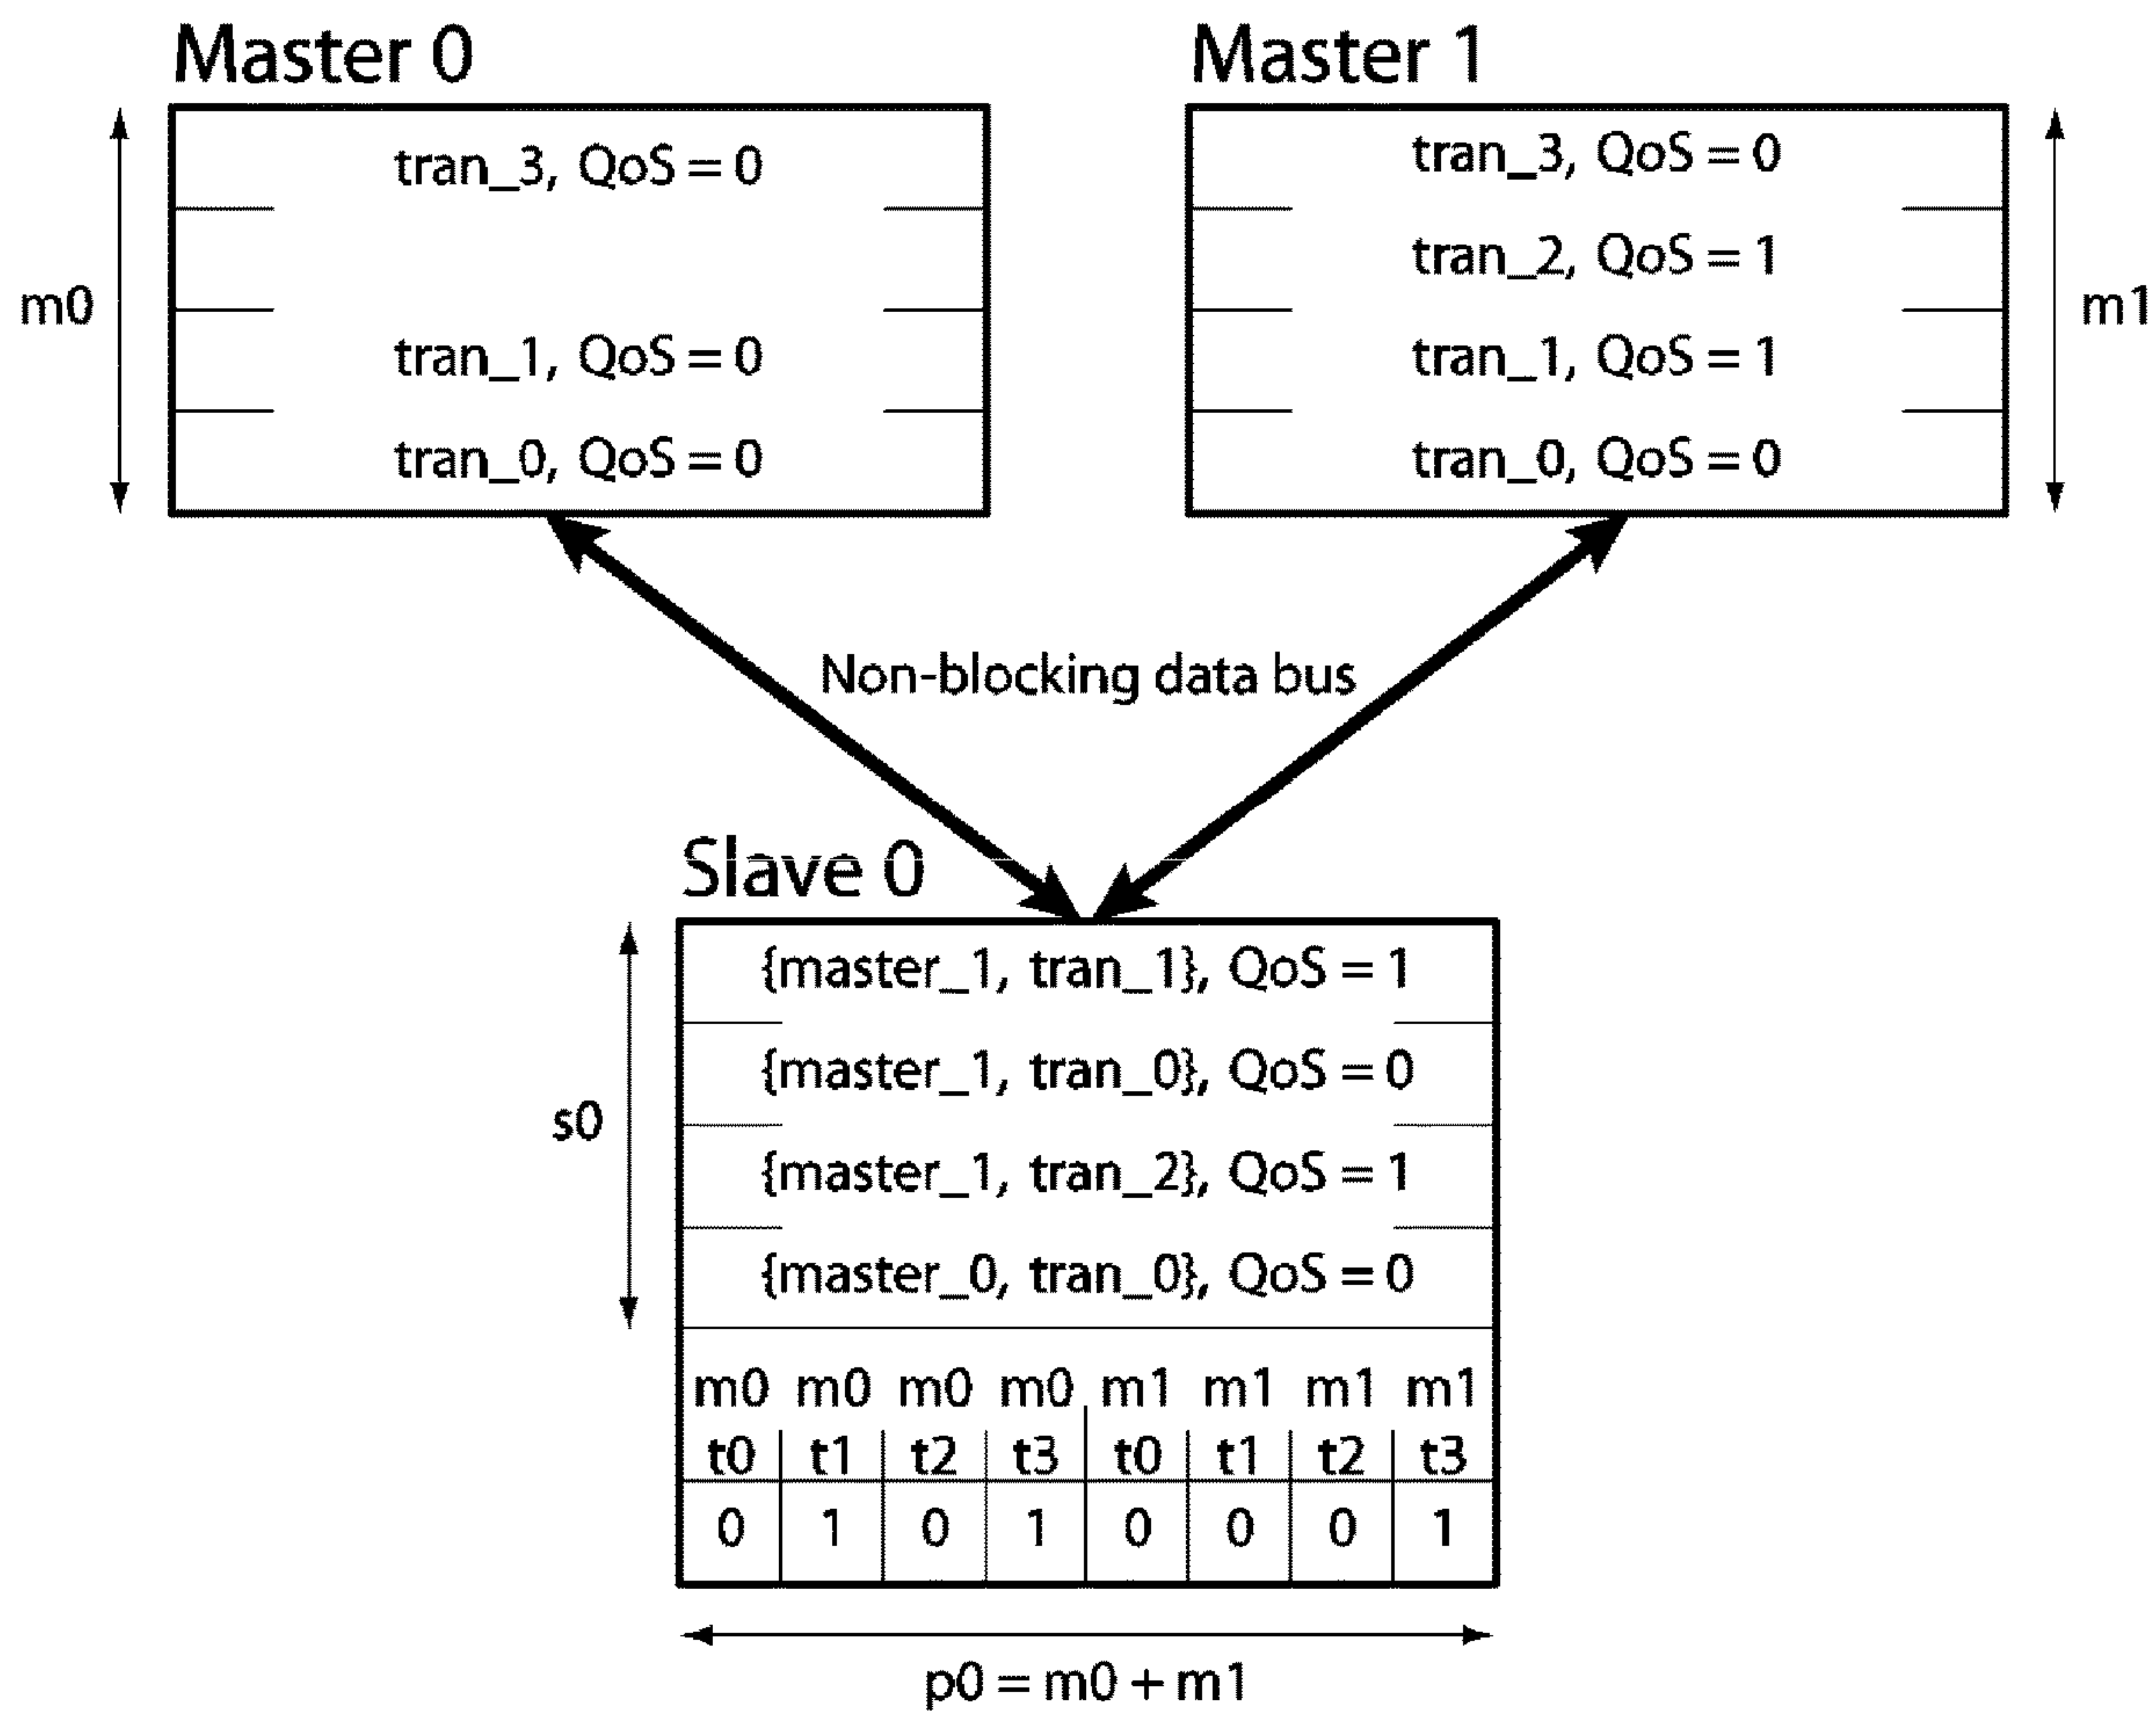 Master 0
tran_3, QoS = 0
tran_1, QoS = 0
tran_0, QoS = 0
m0
Master 1
tran_3, QoS = 0
tran_2, QoS = 1
tran_1, QoS = 1
tran_0, QoS = 0
m1
Non-blocking data bus
Slave 0
{master_1, tran_1}, QoS = 1
{master_1, tran_0}, QoS = 0
{master_1, tran_2}, QoS = 1
{master_0, tran_0}, QoS = 0
s0
m0 m0 m0 m0 m1 m1 m1 m1
t0 t1 t2 t3 t0 t1 t2 t3
0 1 0 1 0 0 0 1
p0 = m0 + m1